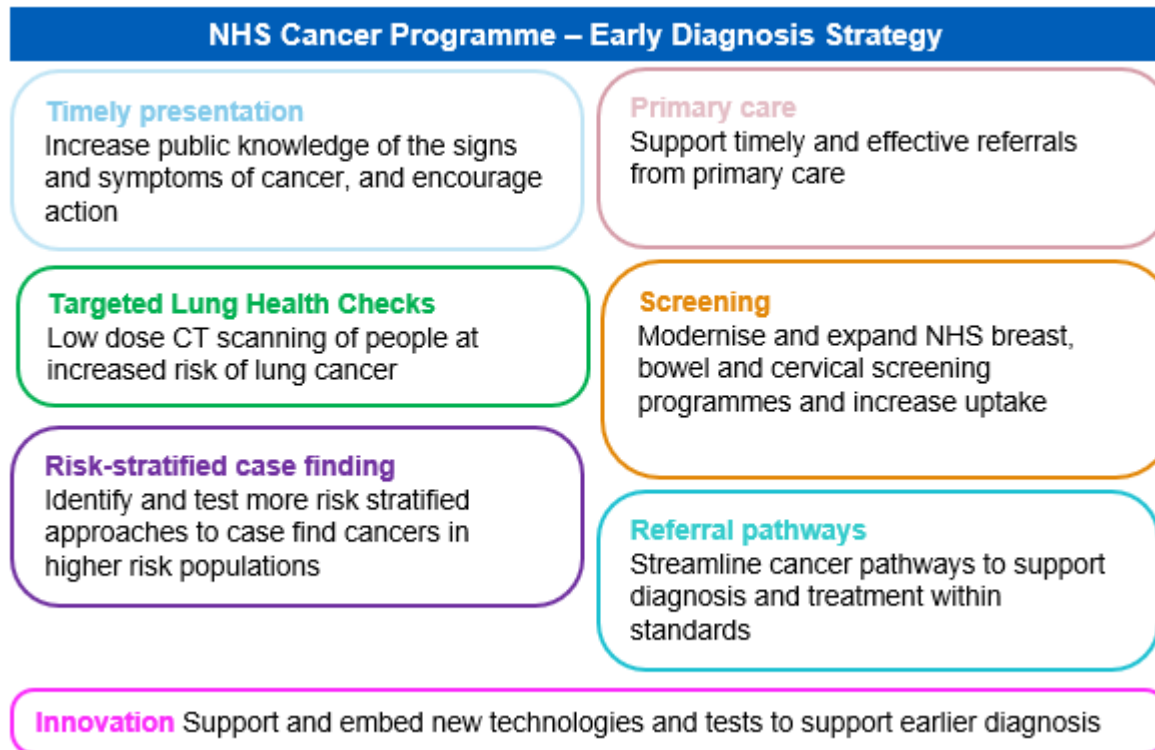 NHS Cancer Programme – Early Diagnosis Strategy
Timely presentation
Increase public knowledge of the signs
and symptoms of cancer, and encourage
action
Primary care
Support timely and effective referrals
from primary care
Targeted Lung Health Checks
Low dose CT scanning of people at
increased risk of lung cancer
Screening
Modernise and expand NHS breast,
bowel and cervical screening
programmes and increase uptake
Risk-stratified case finding
Identify and test more risk stratified
approaches to case find cancers in
higher risk populations
Referral pathways
Streamline cancer pathways to support
diagnosis and treatment within
standards
Innovation Support and embed new technologies and tests to support earlier diagnosis